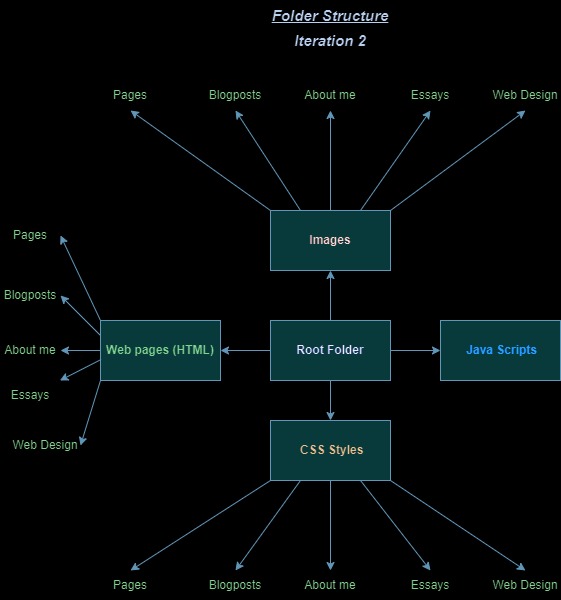 Folder Structure
Iteration 2
Pages
Blogposts
About me
Essays
Web Design
Images
Pages
Blogposts
About me
Essays
Web Design
Web pages (HTML)
Root Folder
Java Scripts
CSS Styles
Pages
Blogposts
About me
Essays
Web Design